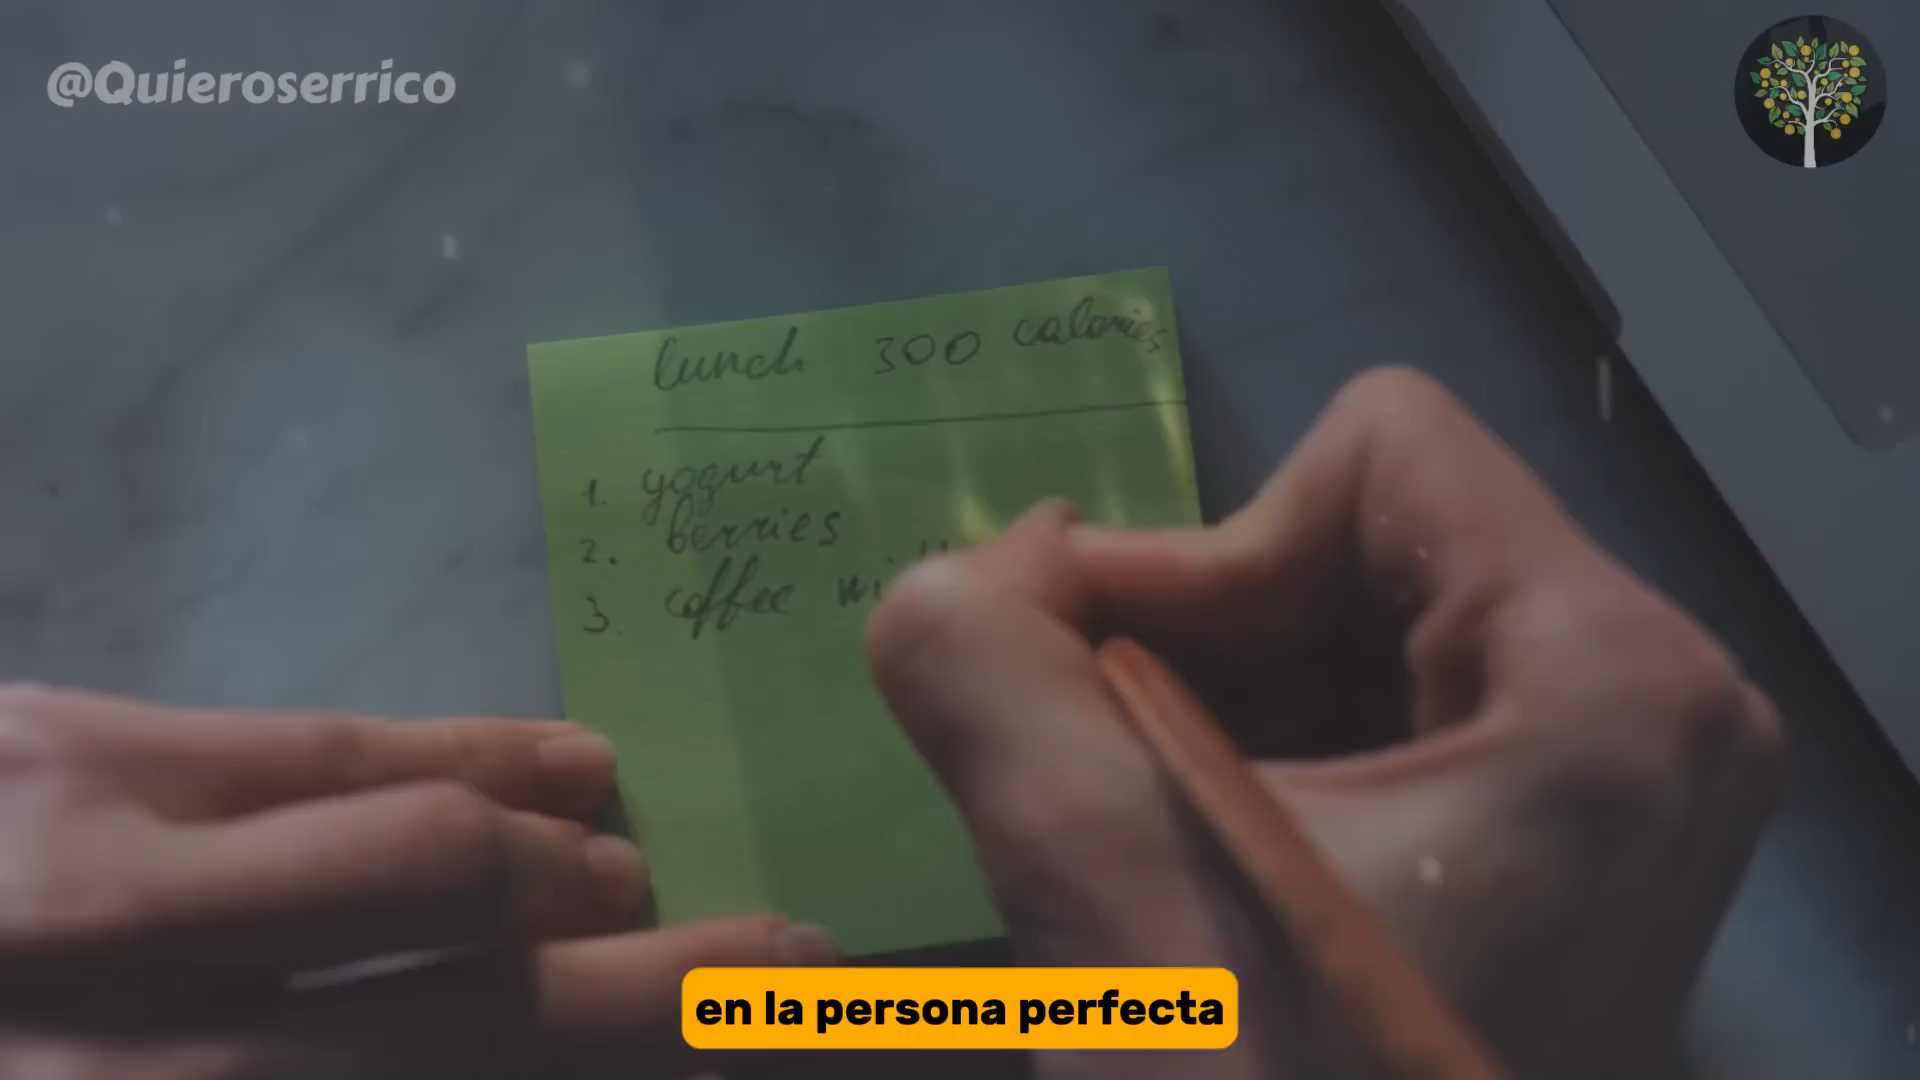 @Quieroserrico
lunch 300 calories
1. yogurt
2. berries
3. coffee
en la persona perfecta